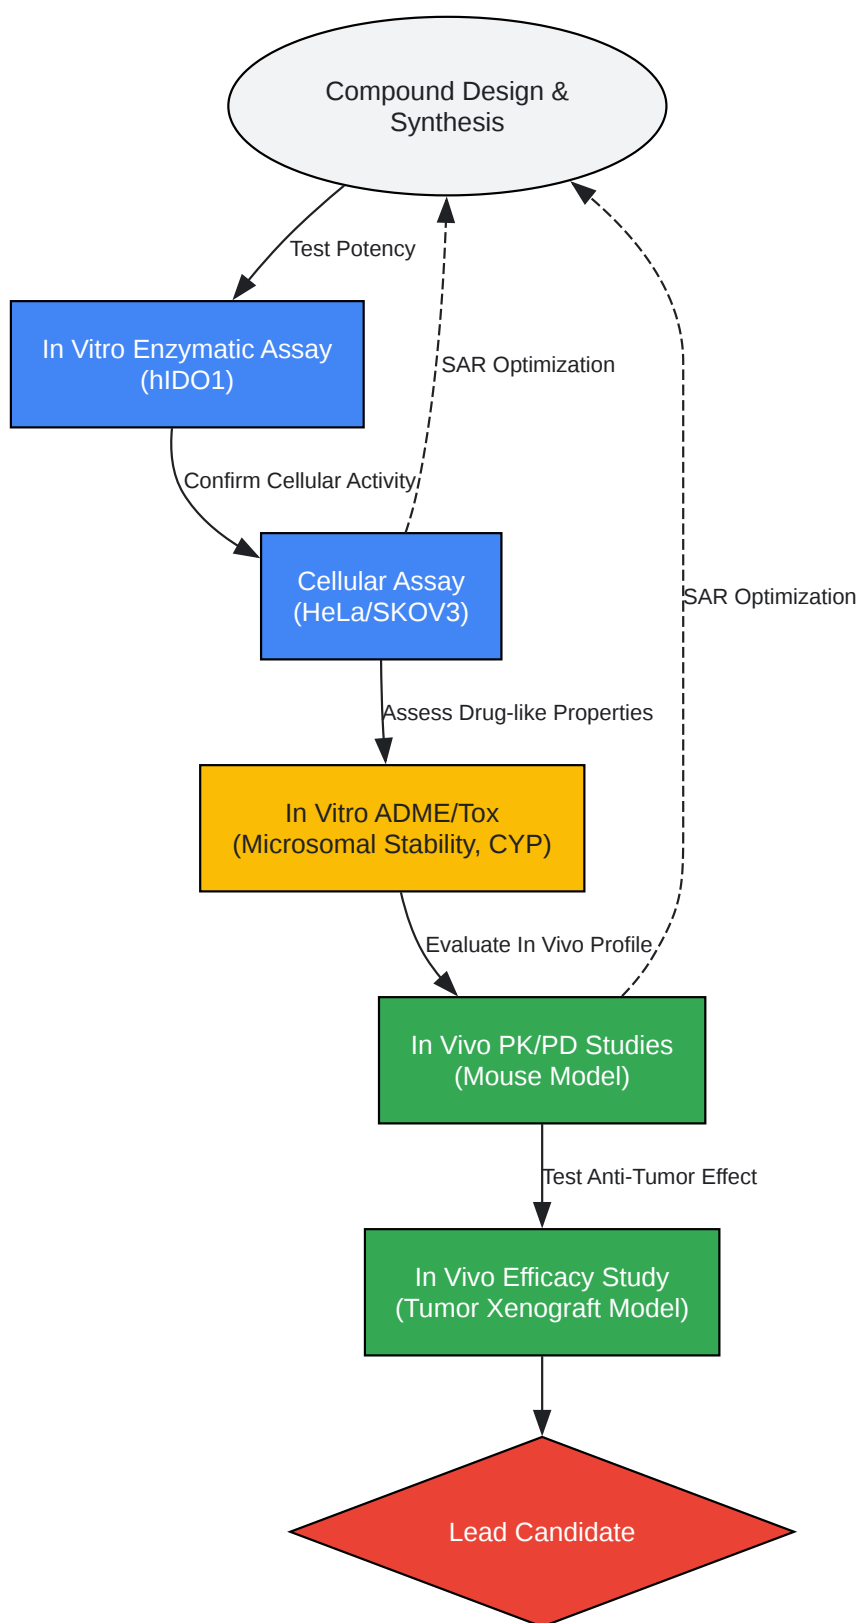 Compound Design &
Synthesis
Test Potency
In Vitro Enzymatic Assay
(hIDO1)
SAR Optimization
Confirm Cellular Activity
Cellular Assay
(HeLa/SKOV3)
SAR Optimization
Assess Drug-like Properties
In Vitro ADME/Tox
(Microsomal Stability, CYP)
Evaluate In Vivo Profile
In Vivo PK/PD Studies
(Mouse Model)
Test Anti-Tumor Effect
In Vivo Efficacy Study
(Tumor Xenograft Model)
Lead Candidate